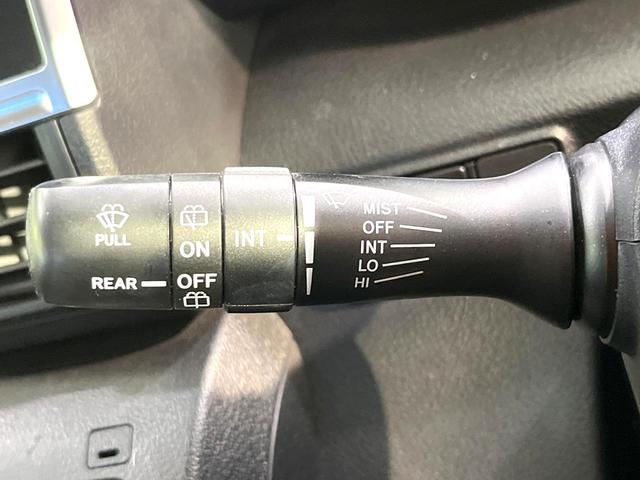 PULL
REAR
ON
OFF
INT
MIST
OFF
INT
LO
HI